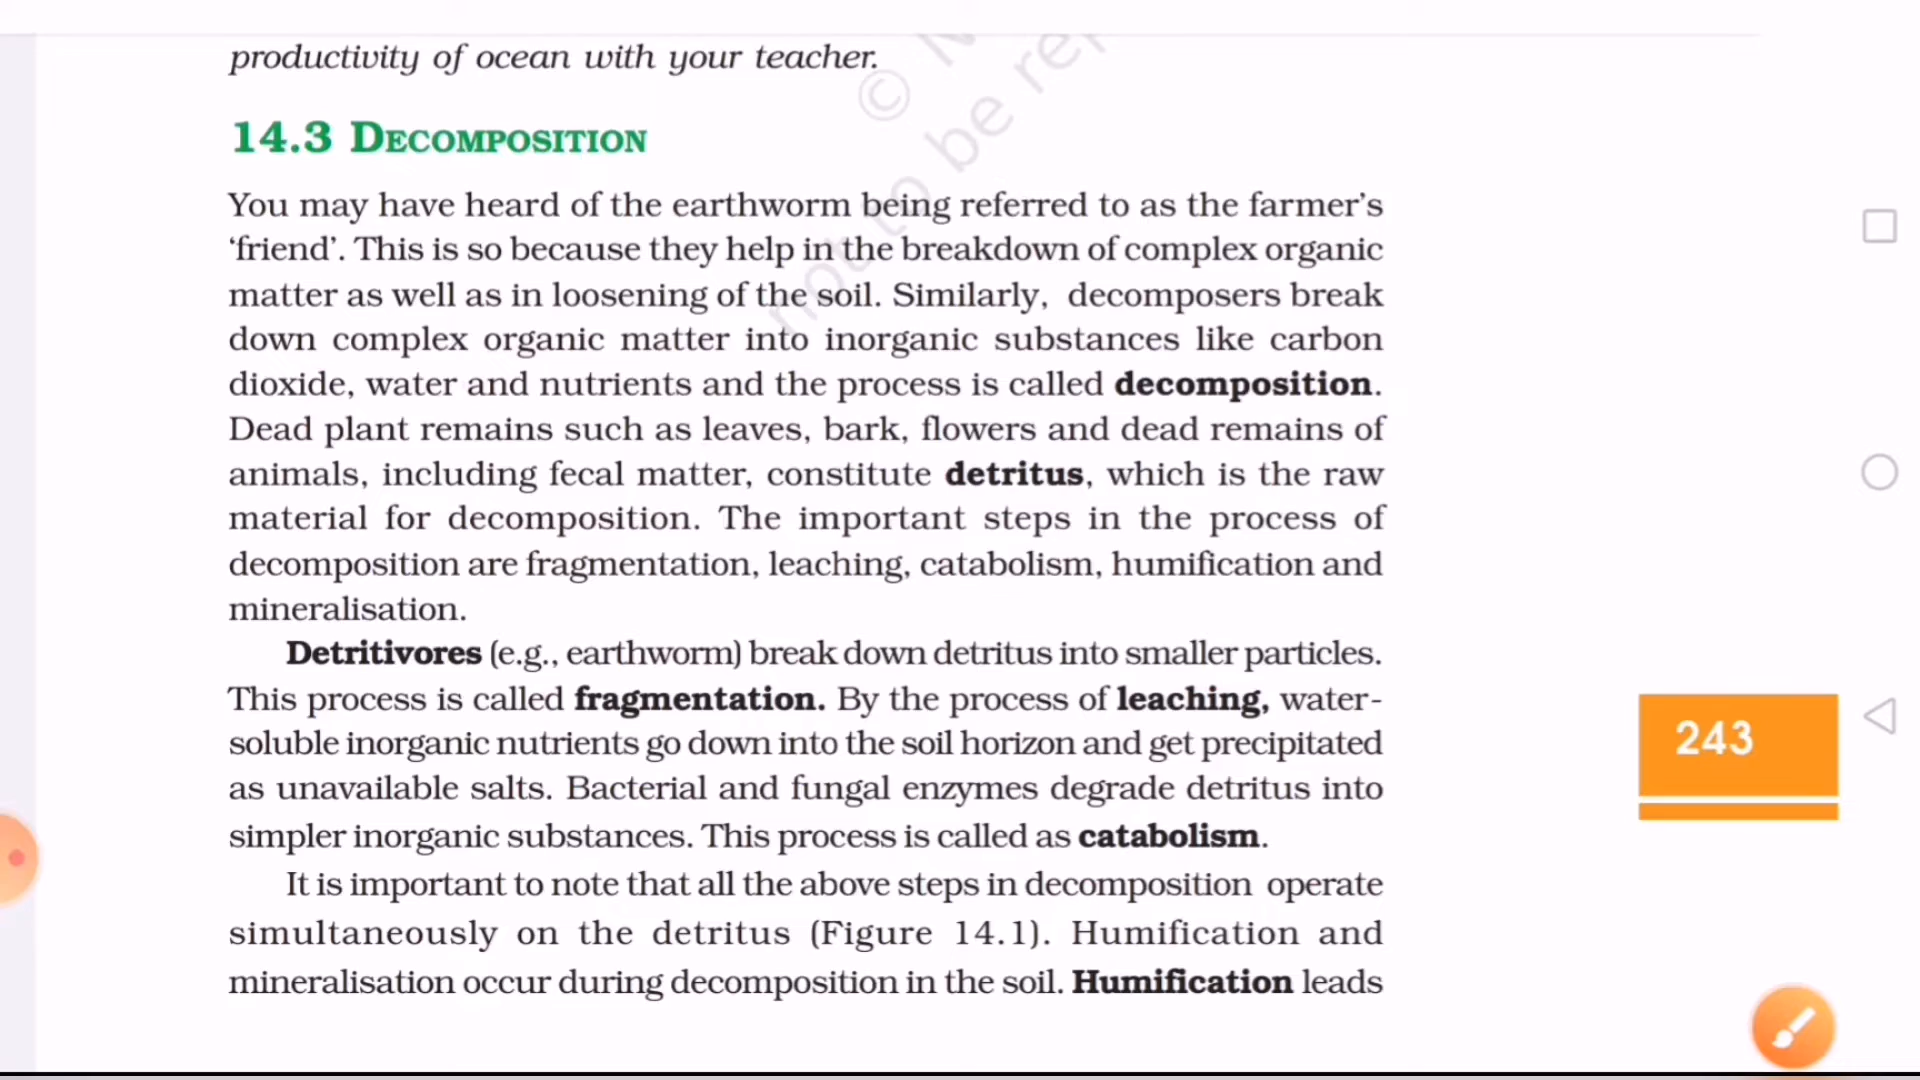 productivity of ocean with your teacher.
14.3 DECOMPOSITION
You may have heard of the earthworm being referred to as the farmer’s
‘friend’. This is so because they help in the breakdown of complex organic
matter as well as in loosening of the soil. Similarly, decomposers break
down complex organic matter into inorganic substances like carbon
dioxide, water and nutrients and the process is called decomposition.
Dead plant remains such as leaves, bark, flowers and dead remains of
animals, including fecal matter, constitute detritus, which is the raw
material for decomposition. The important steps in the process of
decomposition are fragmentation, leaching, catabolism, humification and
mineralisation.
Detritivores (e.g., earthworm) break down detritus into smaller particles.
This process is called fragmentation. By the process of leaching, water-
soluble inorganic nutrients go down into the soil horizon and get precipitated
as unavailable salts. Bacterial and fungal enzymes degrade detritus into
simpler inorganic substances. This process is called as catabolism.
It is important to note that all the above steps in decomposition operate
simultaneously on the detritus (Figure 14.1). Humification and
mineralisation occur during decomposition in the soil. Humification leads
243
©
not to be